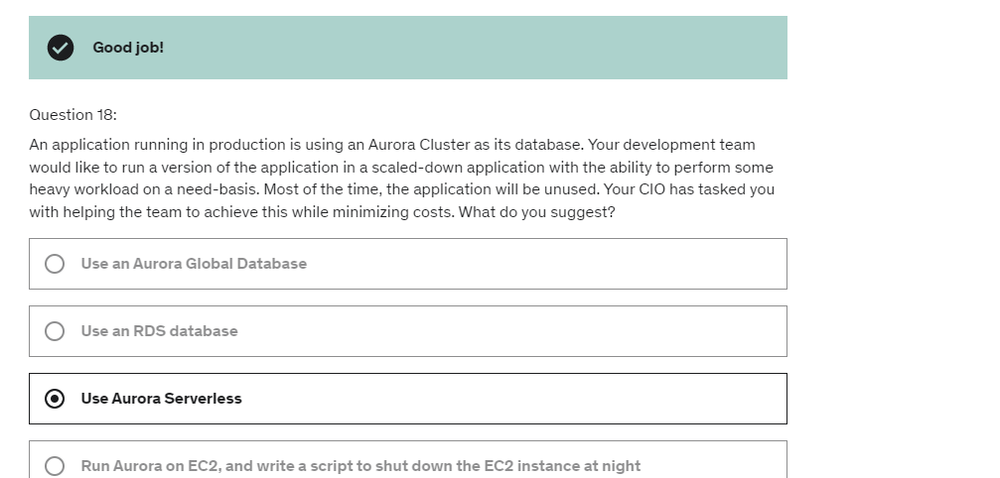 Good job!
Question 18:
An application running in production is using an Aurora Cluster as its database. Your development team
would like to run a version of the application in a scaled-down application with the ability to perform some
heavy workload on a need-basis. Most of the time, the application will be unused. Your CIO has tasked you
with helping the team to achieve this while minimizing costs. What do you suggest?
Use an Aurora Global Database
Use an RDS database
Use Aurora Serverless
Run Aurora on EC2, and write a script to shut down the EC2 instance at night